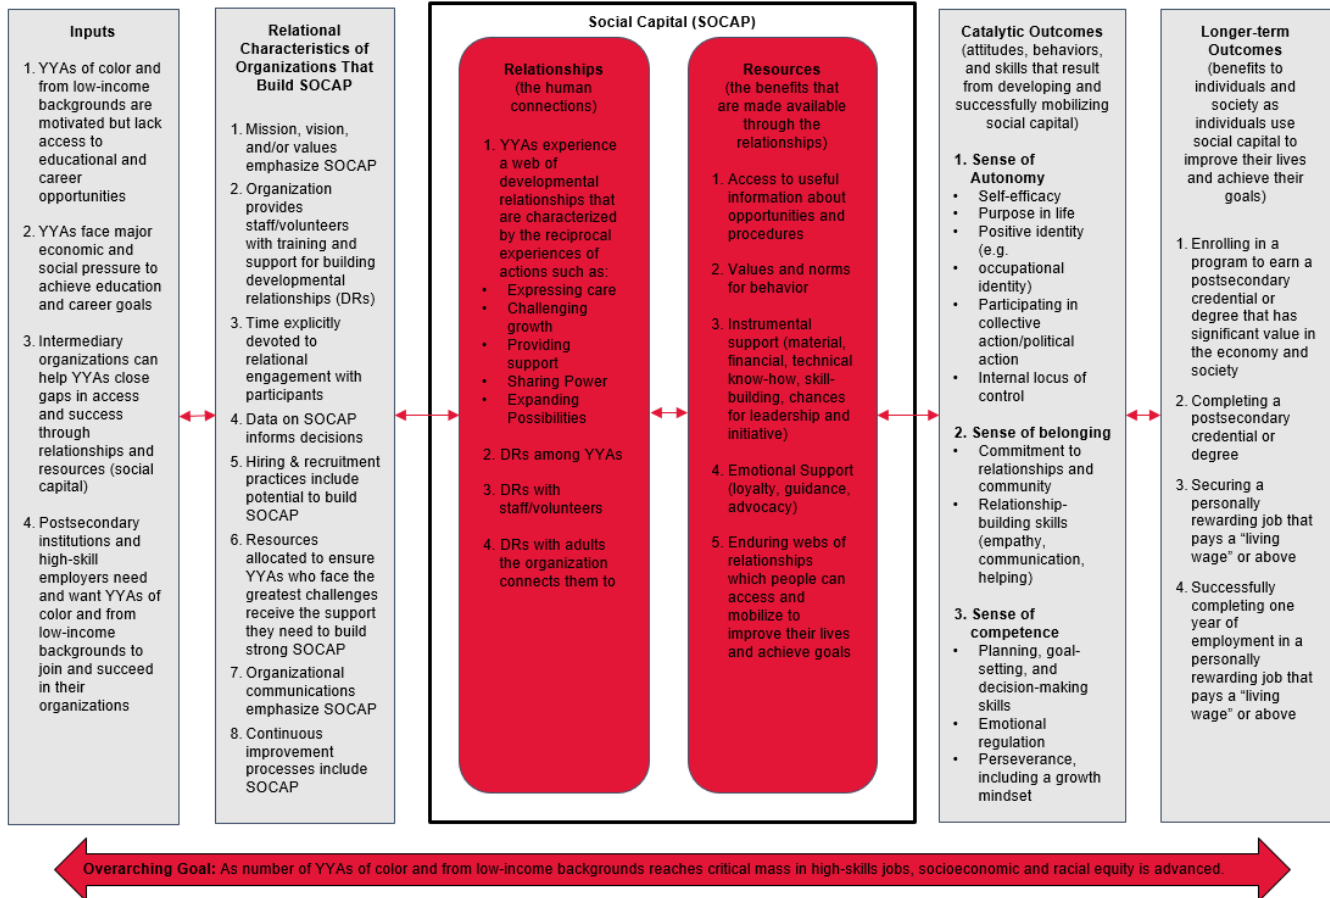 Inputs
1. YYAs of color and
from low-income
backgrounds are
motivated but lack
access to
educational and
career
opportunities
2. YYAs face major
economic and
social pressure to
achieve education
and career goals
3. Intermediary
organizations can
help YYAs close
gaps in access
and success
through
relationships and
resources (social
capital)
4. Postsecondary
institutions and
high-skill
employers need
and want YYAs of
color and from
low-income
backgrounds to
join and succeed
in their
organizations
Relational
Characteristics of
Organizations That
Build SOCAP
1. Mission, vision,
and/or values
emphasize SOCAP
2. Organization
provides
staff/volunteers
with training and
support for building
developmental
relationships (DRs)
3. Time explicitly
devoted to
relational
engagement with
participants
4. Data on SOCAP
informs decisions
5. Hiring & recruitment
practices include
potential to build
SOCAP
6. Resources
allocated to ensure
YYAs who face the
greatest challenges
receive the support
they need to build
strong SOCAP
7. Organizational
communications
emphasize SOCAP
8. Continuous
improvement
processes include
SOCAP
Social Capital (SOCAP)
Relationships
(the human
connections)
1. YYAs experience
a web of
developmental
relationships that
are characterized
by the reciprocal
experiences of
actions such as:
• Expressing care
• Challenging
growth
• Providing
support
• Sharing Power
• Expanding
Possibilities
2. DRs among YYAs
3. DRs with
staff/volunteers
4. DRs with adults
the organization
connects them to
Resources
(the benefits that
are made available
through the
relationships)
1. Access to useful
information about
opportunities and
procedures
2. Values and norms
for behavior
3. Instrumental
support (material,
financial, technical
know-how, skill-
building, chances
for leadership and
initiative)
4. Emotional Support
(loyalty, guidance,
advocacy)
5. Enduring webs of
relationships
which people can
access and
mobilize to
improve their lives
and achieve goals
Catalytic Outcomes
(attitudes, behaviors,
and skills that result
from developing and
successfully mobilizing
social capital)
1. Sense of
Autonomy
• Self-efficacy
• Purpose in life
• Positive identity
(e.g.
• occupational
identity)
• Participating in
collective
action/political
action
• Internal locus of
control
2. Sense of belonging
• Commitment to
relationships and
community
• Relationship-
building skills
(empathy,
communication,
helping)
3. Sense of
competence
• Planning, goal-
setting, and
decision-making
skills
• Emotional
regulation
• Perseverance,
including a growth
mindset
Longer-term
Outcomes
(benefits to
individuals and
society as
individuals use
social capital to
improve their lives
and achieve their
goals)
1. Enrolling in a
program to earn a
postsecondary
credential or
degree that has
significant value in
the economy and
society
2. Completing a
postsecondary
credential or
degree
3. Securing a
personally
rewarding job that
pays a “living
wage” or above
4. Successfully
completing one
year of
employment in a
personally
rewarding job that
pays a “living
wage” or above
Overarching Goal: As number of YYAs of color and from low-income backgrounds reaches critical mass in high-skills jobs, socioeconomic and racial equity is advanced.